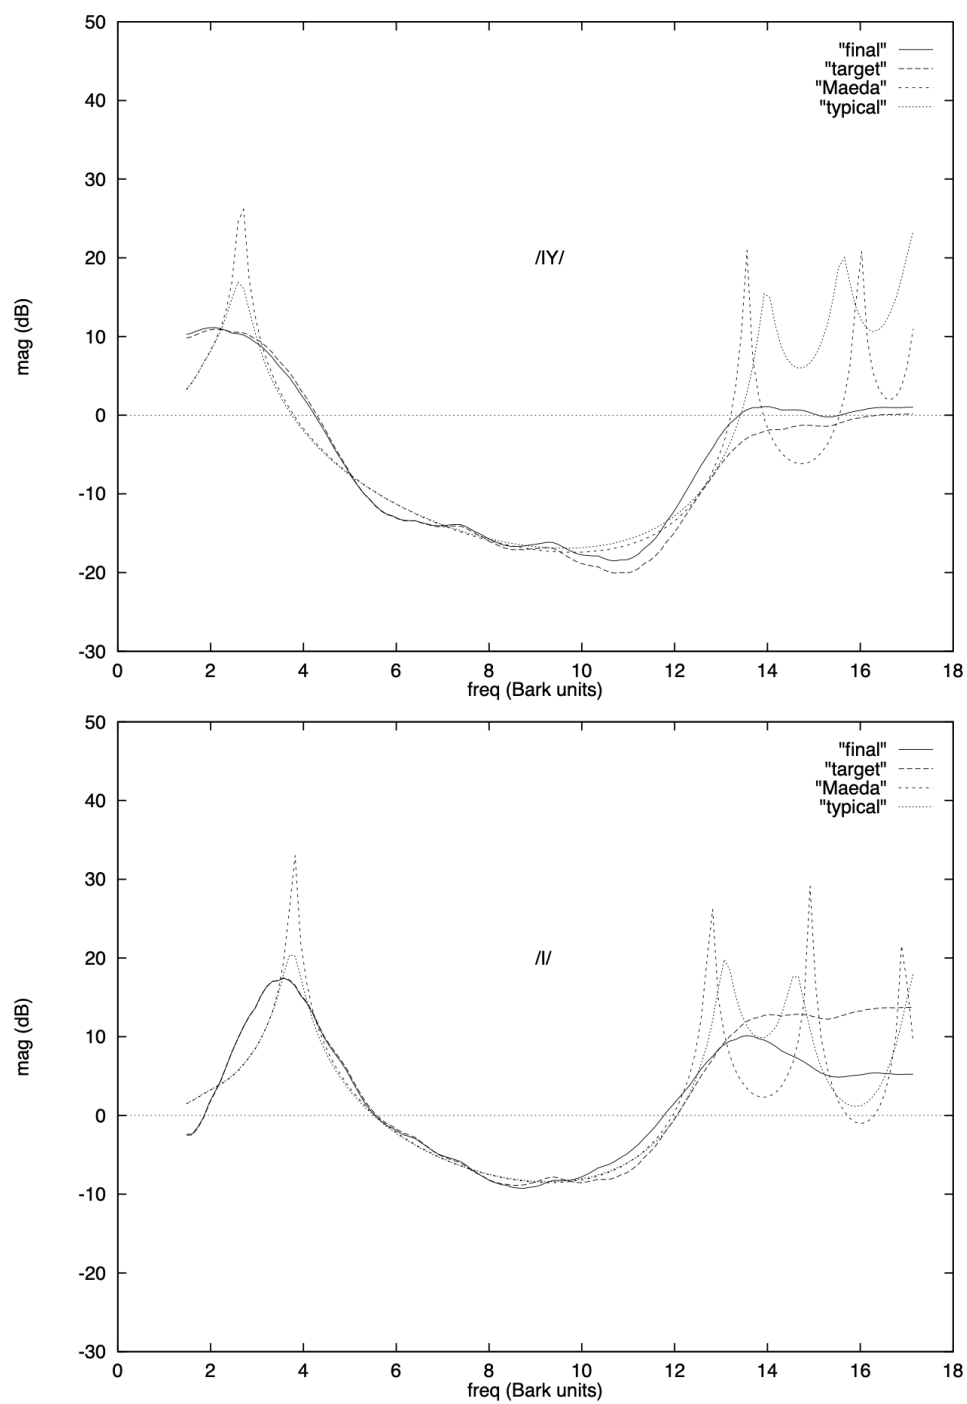 50
"final"
"target"
40
"Maeda"
"typical"
30
20
/IY/
mag (dB)
10
0
-10
-20
-30
0 2 4 6 8 10 12 14 16 18
freq (Bark units)
50
"final"
"target"
40
"Maeda"
"typical"
30
20
/I/
mag (dB)
10
0
-10
-20
-30
0 2 4 6 8 10 12 14 16 18
freq (Bark units)